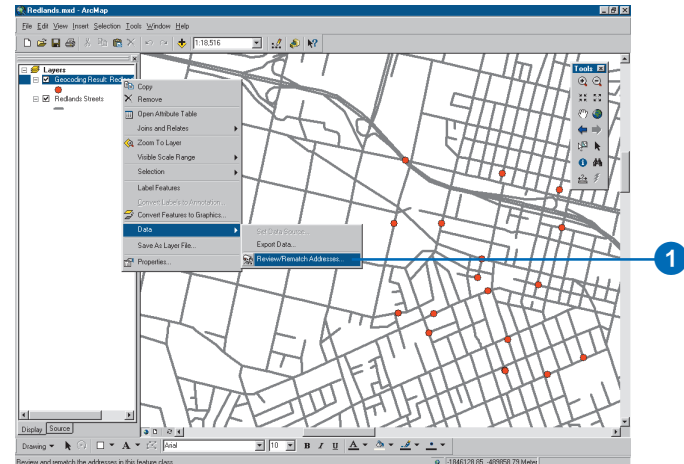 Redlands.mxd - ArcMap
File Edit View Insert Selection Tools Window Help
1:18,516
Layers
Geocoding Result: Redlan
Redlands Streets
Copy
Remove
Open Attribute Table
Joins and Relates
Zoom To Layer
Visible Scale Range
Selection
Label Features
Convert Labels to Annotation...
Convert Features to Graphics...
Data
Save As Layer File...
Properties...
Set Data Source...
Export Data...
Review/Rematch Addresses...
1
Tools
Display Source
Drawing
A
Arial
10
B I U A
Review and rematch the addresses in this feature class
-1846128.85 -489858.79 Meters